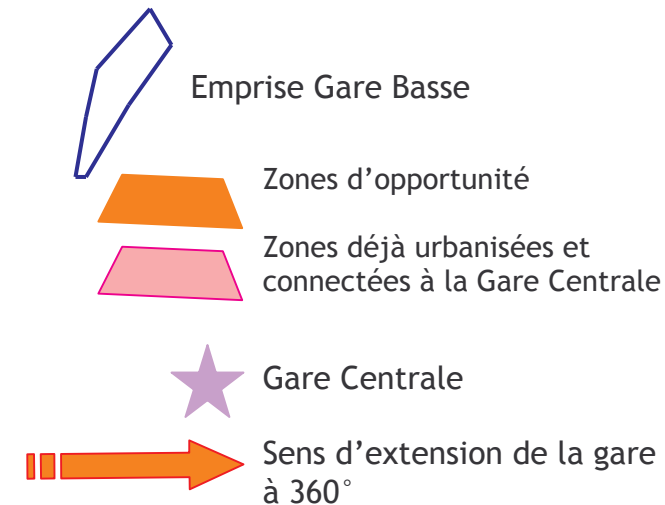 Emprise Gare Basse
Zones d’opportunité
Zones déjà urbanisées et
connectées à la Gare Centrale
Gare Centrale
Sens d’extension de la gare
à 360°